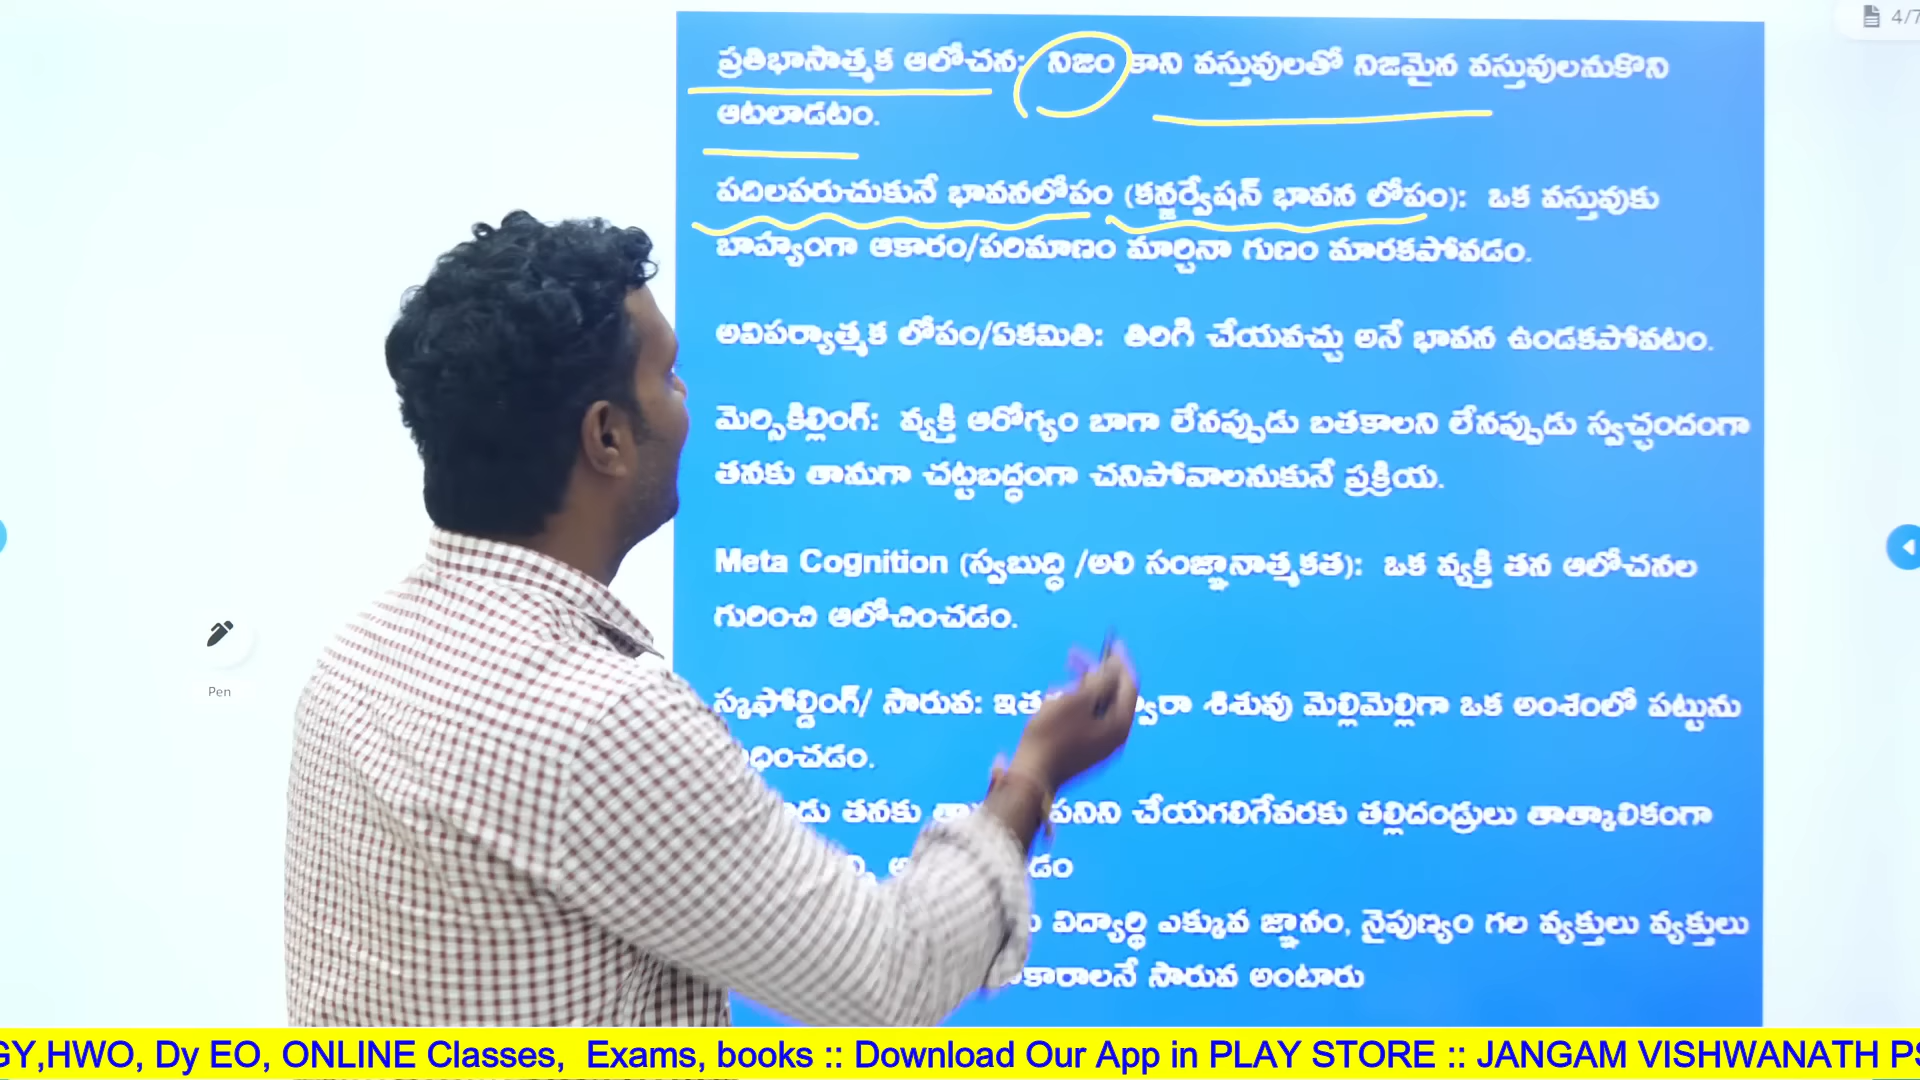 4/7
ప్రతిభాసాత్మక ఆలోచన: నిజం కాని వస్తువులతో నిజమైన వస్తువులనుకొని
ఆటలాడటం.
పదిలపరుచుకునే భావనలోపం (కన్జర్వేషన్ భావన లోపం): ఒక వస్తువుకు
బాహ్యంగా ఆకారం/పరిమాణం మార్చినా గుణం మారకపోవడం.
అవిపర్యాత్మక లోపం/ఏకమితి: తిరిగి చేయవచ్చు అనే భావన ఉండకపోవటం.
మెర్సికిల్లింగ్: వ్యక్తి ఆరోగ్యం బాగా లేనప్పుడు బతకాలని లేనప్పుడు స్వచ్ఛందంగా
తనకు తామగా చట్టబద్ధంగా చనిపోవాలనుకునే ప్రక్రియ.
Meta Cognition (స్వబుద్ధి /అలి సంజ్ఞానాత్మకత): ఒక వ్యక్తి తన ఆలోచనల
గురించి ఆలోచించడం.
స్కఫోల్డింగ్/ సారువ: శిశువు మెల్లిమెల్లిగా ఒక అంశంలో పట్టును
తనకు పనిని చేయగలిగేవరకు తల్లిదండ్రులు తాత్కాలికంగా
విద్యార్థి ఎక్కువ జ్ఞానం, నైపుణ్యం గల వ్యక్తులు వ్యక్తులు
సారువ అంటారు
Pen
GY,HWO, Dy EO, ONLINE Classes, Exams, books :: Download Our App in PLAY STORE :: JANGAM VISHWANATH PS